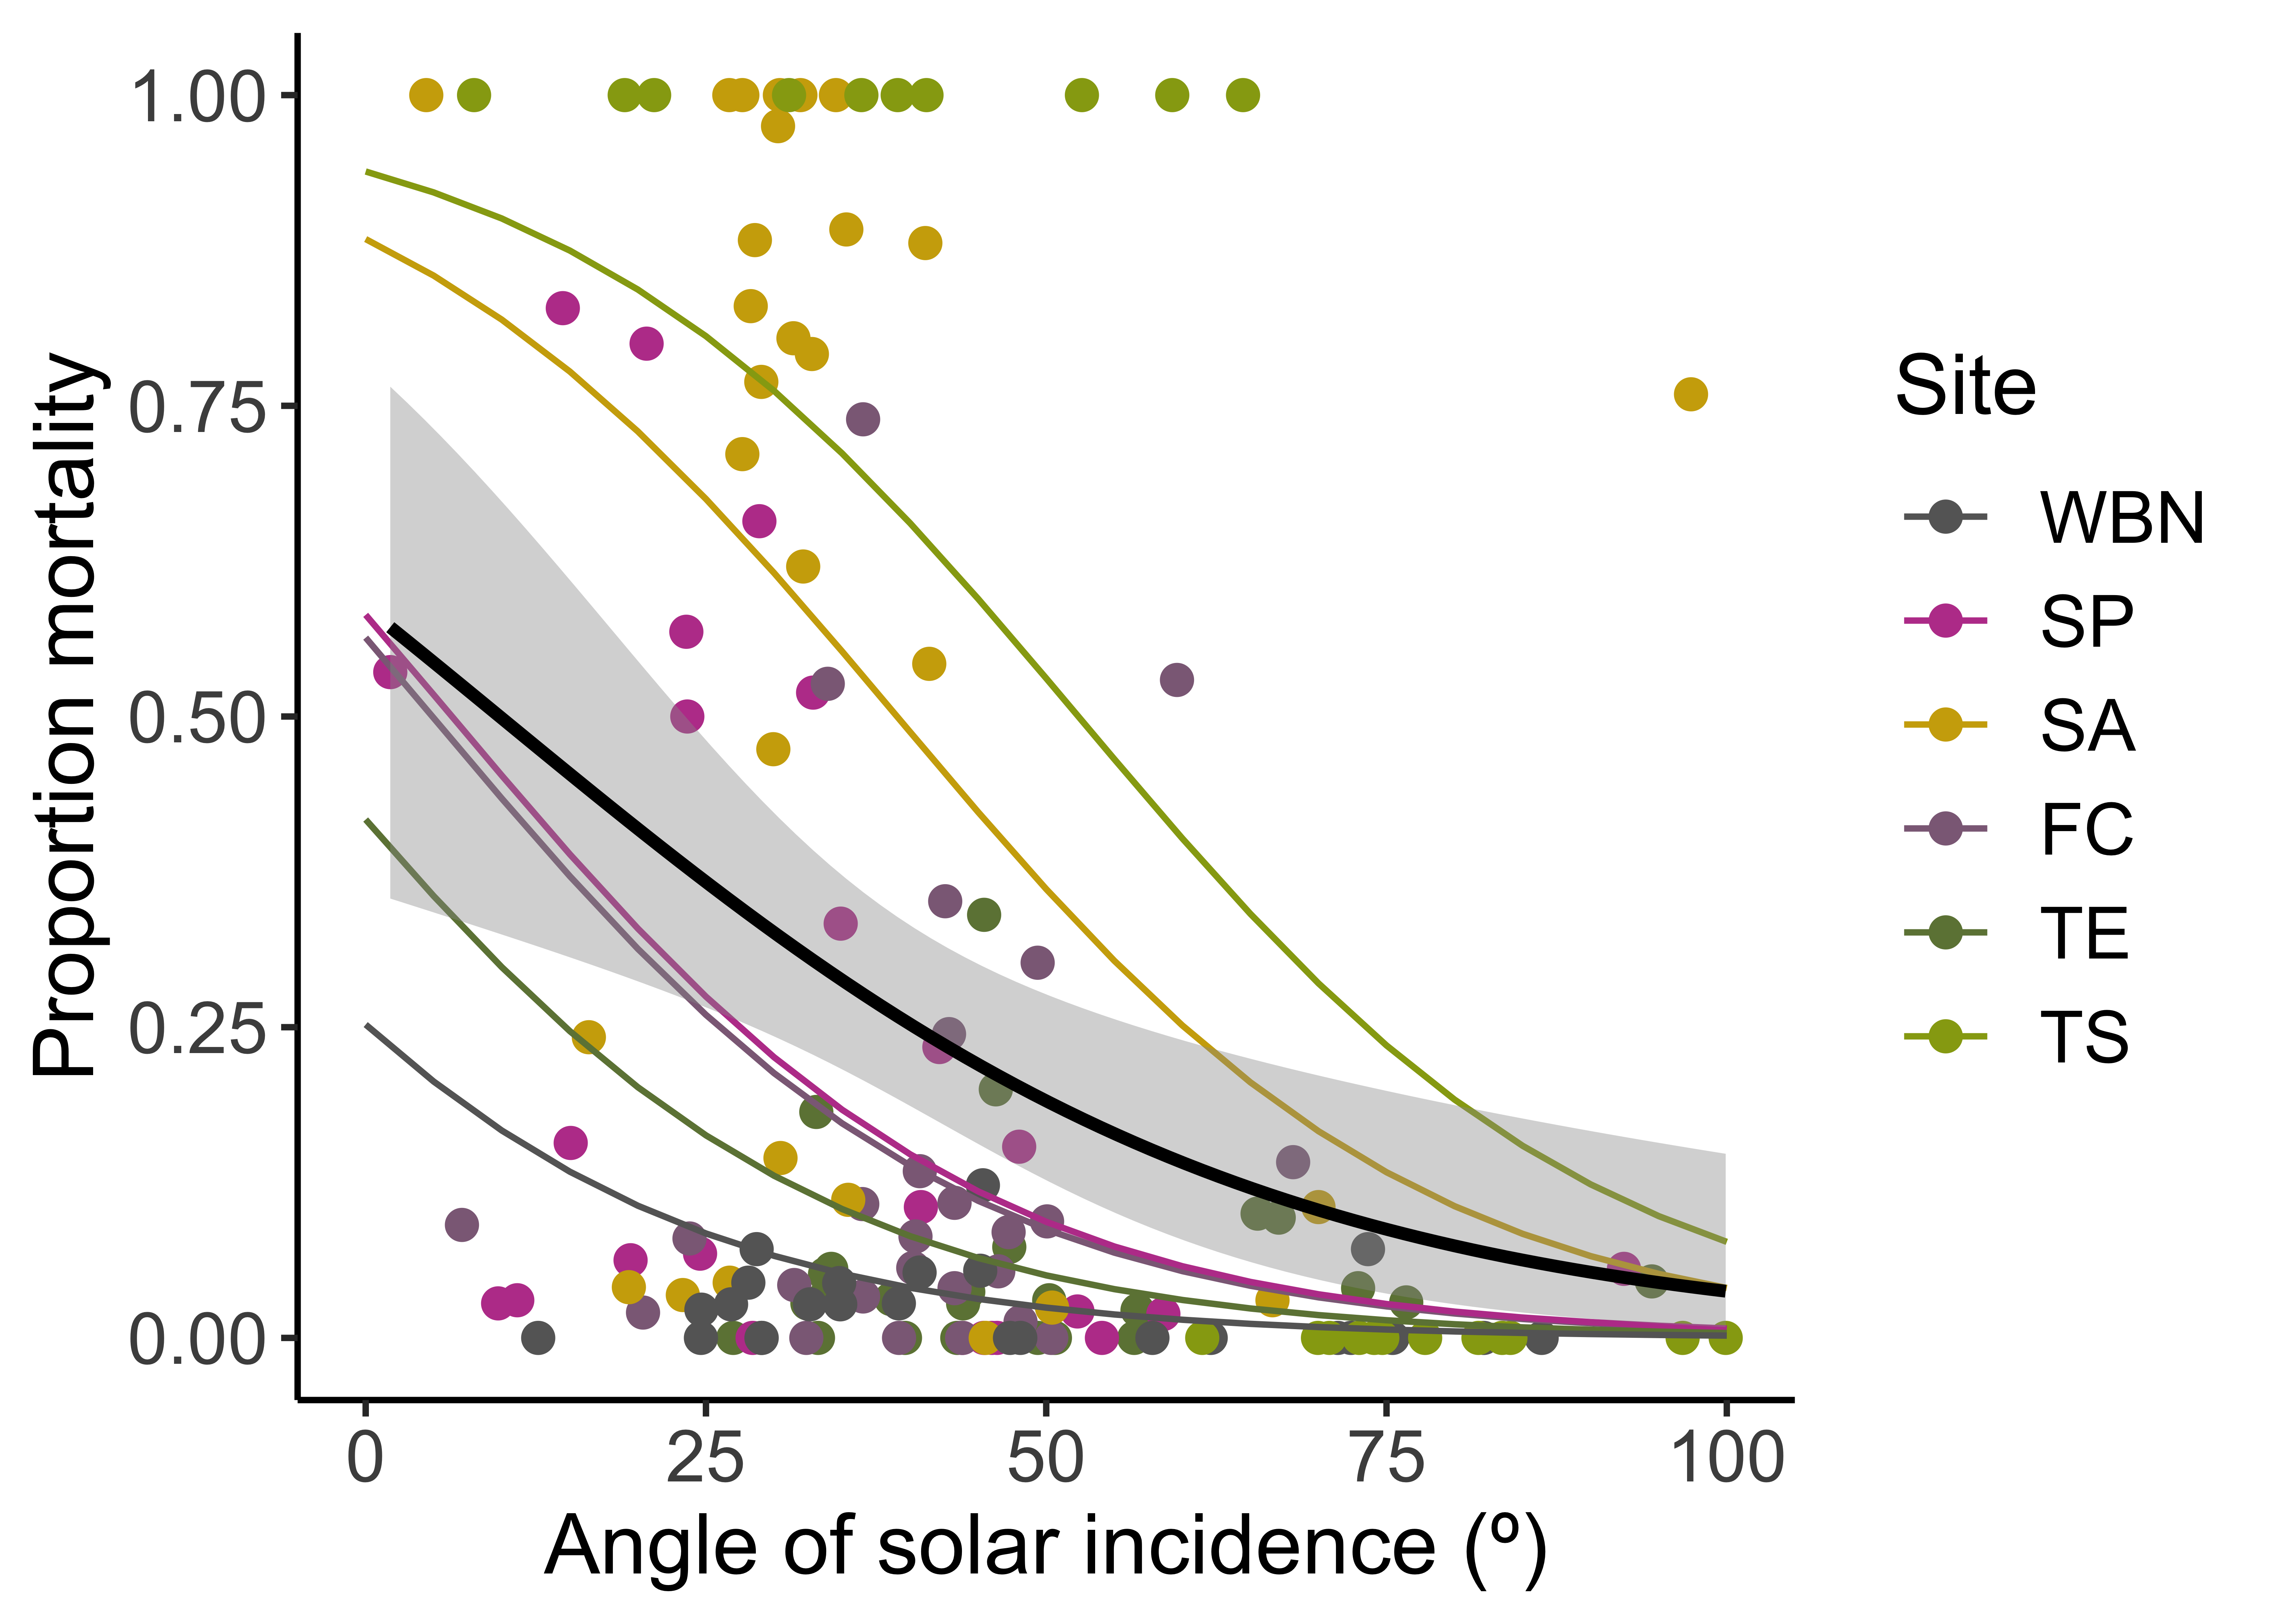 Proportion mortality
1.00
0.75
0.50
0.25
0.00
0
25
50
75
100
Angle of solar incidence (º)
Site
WBN
SP
SA
FC
TE
TS